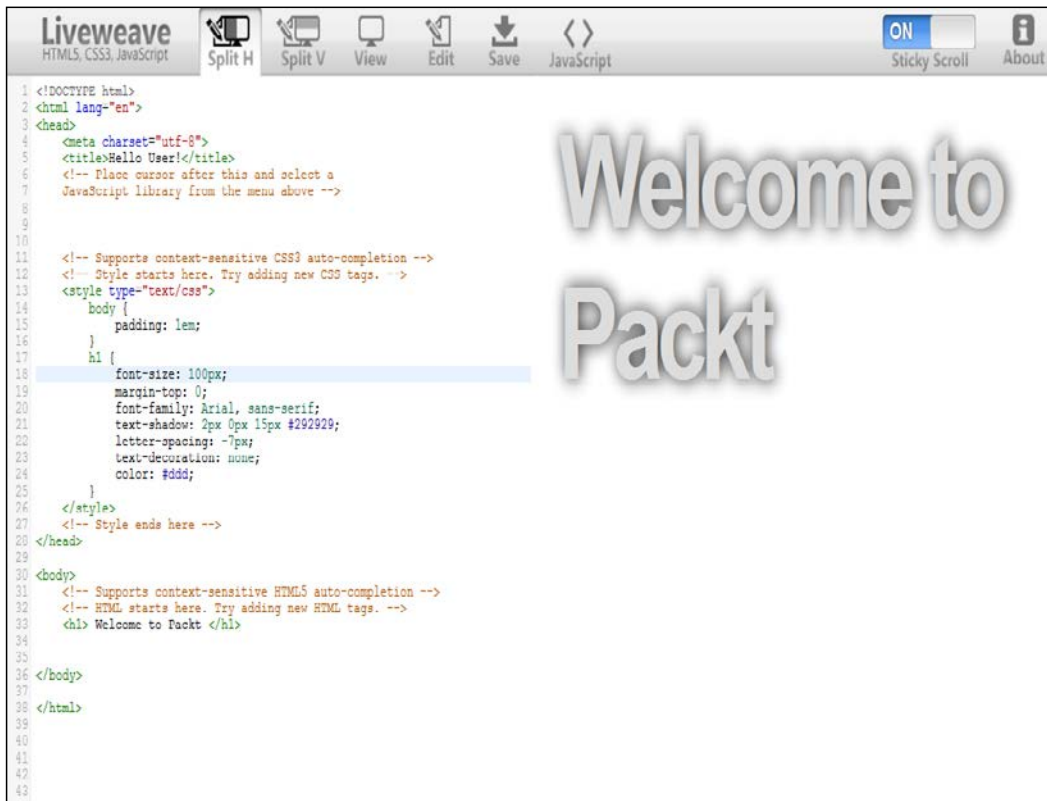 Liveweave
HTML5, CSS3, JavaScript
Split H
Split V
View
Edit
Save
JavaScript
ON
Sticky Scroll
About
1 <!DOCTYPE html>
2 <html lang="en">
3 <head>
4 <meta charset="utf-8">
5 <title>Hello User!</title>
6 <!-- Place cursor after this and select a
7 JavaScript library from the menu above -->
8
9
10
11 <!-- Supports context-sensitive CSS3 auto-completion -->
12 <!-- Style starts here. Try adding new CSS tags. -->
13 <style type="text/css">
14 body {
15 padding: 1em;
16 }
17 h1 {
18 font-size: 100px;
19 margin-top: 0;
20 font-family: Arial, sans-serif;
21 text-shadow: 2px 0px 15px #292929;
22 letter-spacing: -7px;
23 text-decoration: none;
24 color: #ddd;
25 }
26 </style>
27 <!-- Style ends here -->
28 </head>
29
30 <body>
31 <!-- Supports context-sensitive HTML5 auto-completion -->
32 <!-- HTML starts here. Try adding new HTML tags. -->
33 <h1> Welcome to Packt </h1>
34
35
36 </body>
37
38 </html>
39
40
41
42
43
Welcome to
Packt